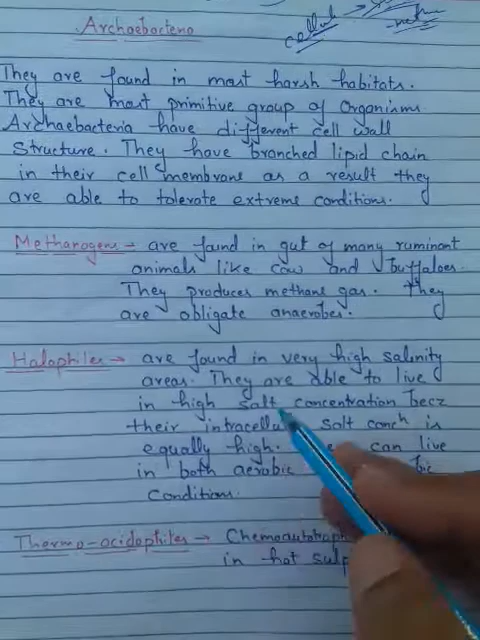 Archaebacteria
They are found in most harsh habitats.
They are most primitive group of Organisms
Archaebacteria have different cell wall
structure. They have branched lipid chain
in their cell membrane as a result they
are able to tolerate extreme conditions.
Methanogens - are found in gut of many ruminant
animals like cow and buffaloes.
They produces methane gas. They
are obligate anaerobes.
Halophiles → are found in very high salinity
areas. They are able to live
in high salt concentration becz
their intracellu salt conc^n is
equally high. can live
in both aerobic bic
Conditions.
Thermo-acidophiles → Chemoautotroph
in hot sulp